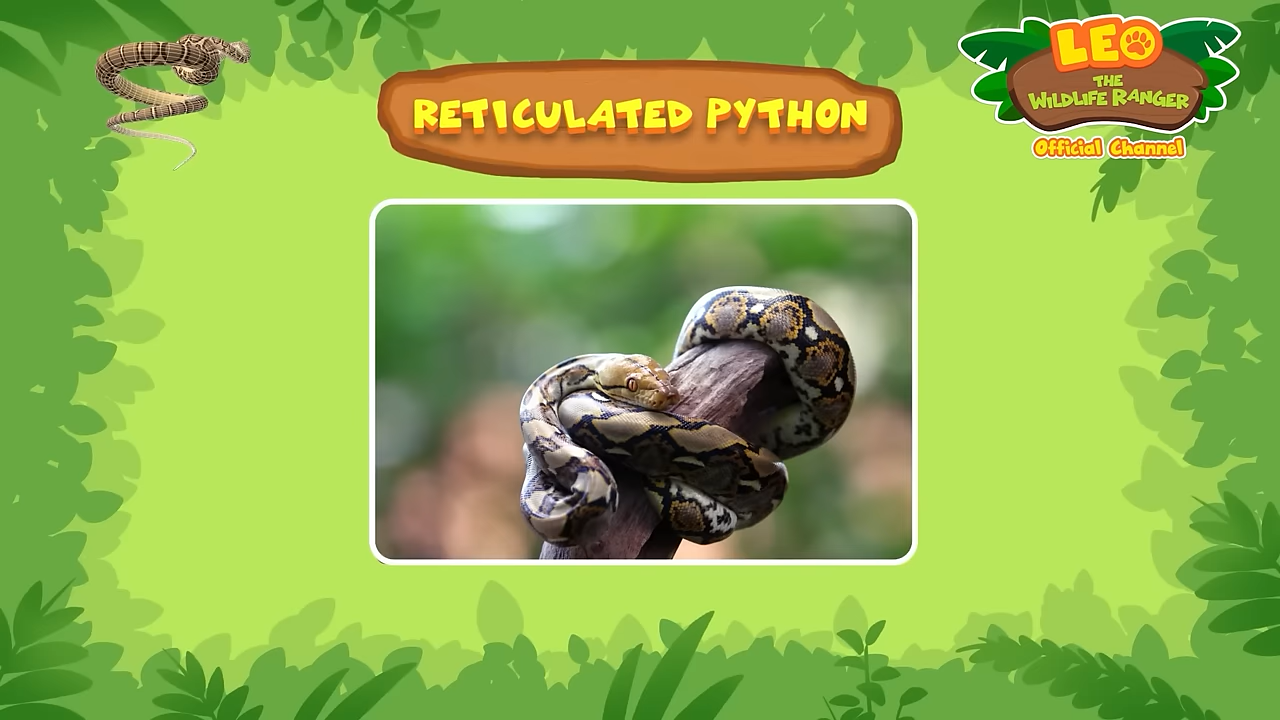 RETICULATED PYTHON
LEO
THE
WILDLIFE RANGER
Official Channel